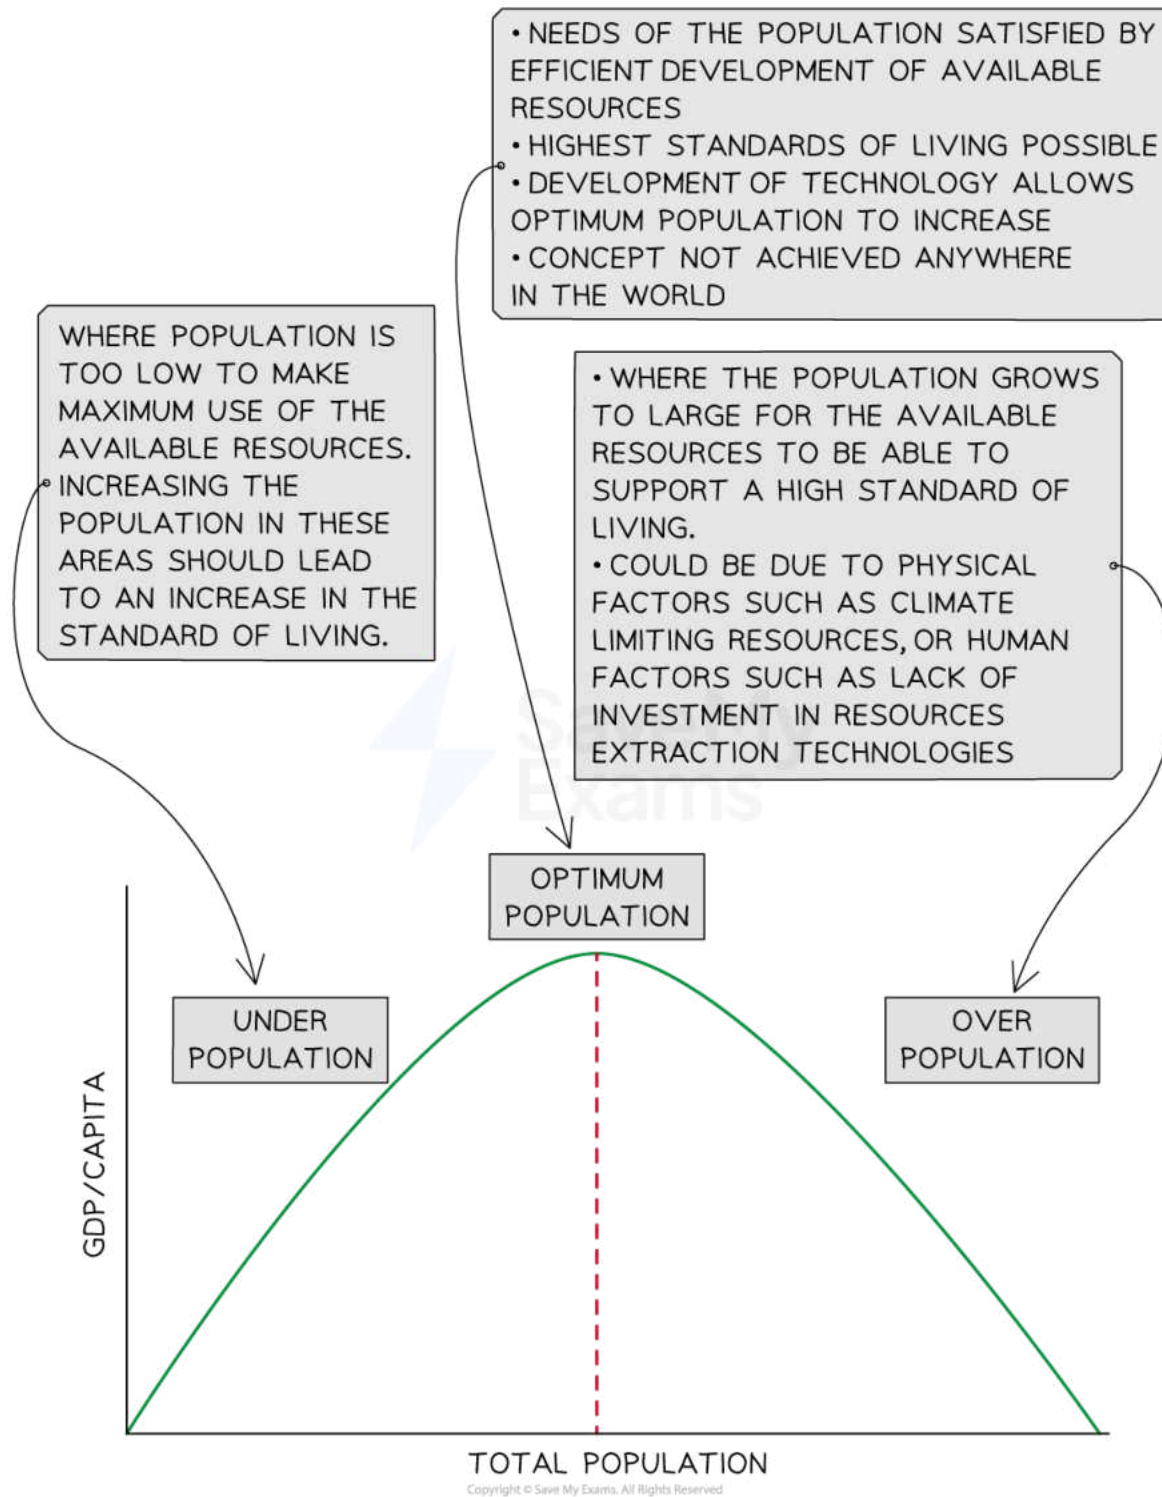 • NEEDS OF THE POPULATION SATISFIED BY
EFFICIENT DEVELOPMENT OF AVAILABLE
RESOURCES
• HIGHEST STANDARDS OF LIVING POSSIBLE
• DEVELOPMENT OF TECHNOLOGY ALLOWS
OPTIMUM POPULATION TO INCREASE
• CONCEPT NOT ACHIEVED ANYWHERE
IN THE WORLD
WHERE POPULATION IS
TOO LOW TO MAKE
MAXIMUM USE OF THE
AVAILABLE RESOURCES.
INCREASING THE
POPULATION IN THESE
AREAS SHOULD LEAD
TO AN INCREASE IN THE
STANDARD OF LIVING.
• WHERE THE POPULATION GROWS
TO LARGE FOR THE AVAILABLE
RESOURCES TO BE ABLE TO
SUPPORT A HIGH STANDARD OF
LIVING.
• COULD BE DUE TO PHYSICAL
FACTORS SUCH AS CLIMATE
LIMITING RESOURCES, OR HUMAN
FACTORS SUCH AS LACK OF
INVESTMENT IN RESOURCES
EXTRACTION TECHNOLOGIES
Save My
Exams
OPTIMUM
POPULATION
UNDER
POPULATION
OVER
POPULATION
GDP/CAPITA
TOTAL POPULATION
Copyright © Save My Exams. All Rights Reserved